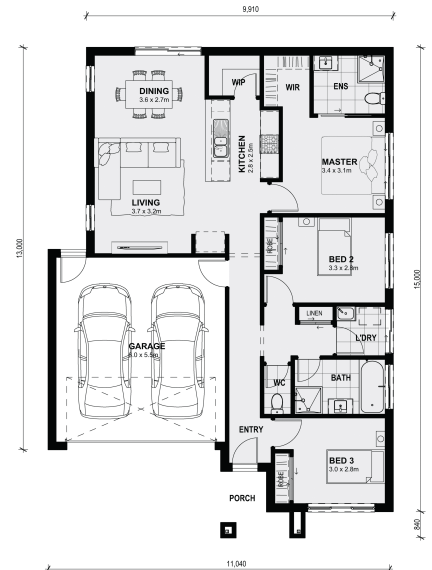 9,910
DINING
3.6 x 2.7m
WIP
WIR
ENS
KITCHEN
2.8 x 2.5m
MASTER
3.4 x 3.1m
LIVING
3.7 x 3.2m
13,000
15,000
ROBE
BED 2
3.3 x 2.8m
LINEN
L'DRY
GARAGE
6.0 x 5.5m
WC
BATH
ENTRY
BED 3
3.0 x 2.8m
ROBE
PORCH
840
11,040